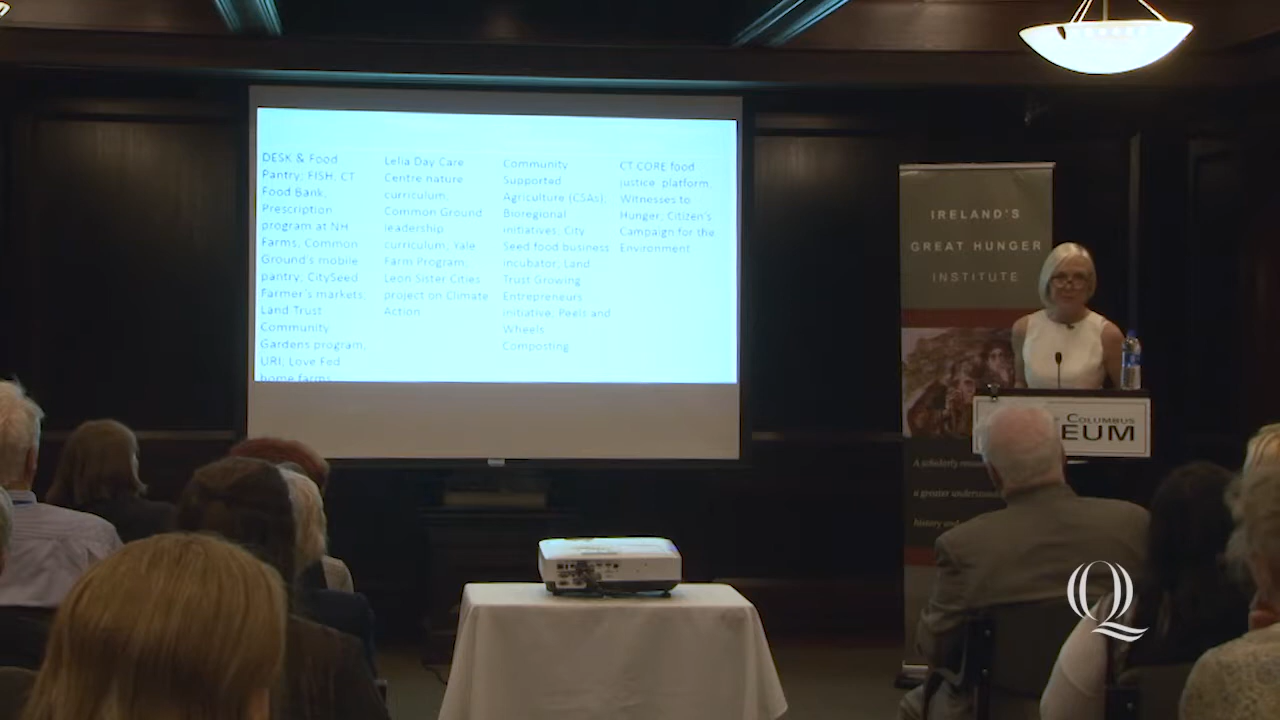 DESK & Food
Pantry; FISH, CT
Food Bank,
Prescription
program at NH
Farms, Common
Ground's mobile
pantry; CitySeed
Farmer's markets;
Land Trust
Community
Gardens program,
URI, Love Fed
home farms
Lelia Day Care
Centre nature
curriculum,
Common Ground
leadership
curriculum; Yale
Farm Program;
Leon Sister Cities
project on Climate
Action
Community
Supported
Agriculture (CSAs);
Bioregional
initiatives; City
Seed food business
incubator; Land
Trust Growing
Entrepreneurs
initiative; Peels and
Wheels
Composting
CT CORE food
justice platform;
Witnesses to
Hunger; Citizen's
Campaign for the
Environment
IRELAND'S
GREAT HUNGER
INSTITUTE
COLUMBUS
EUM
A scholarly
a greater
history and
Q